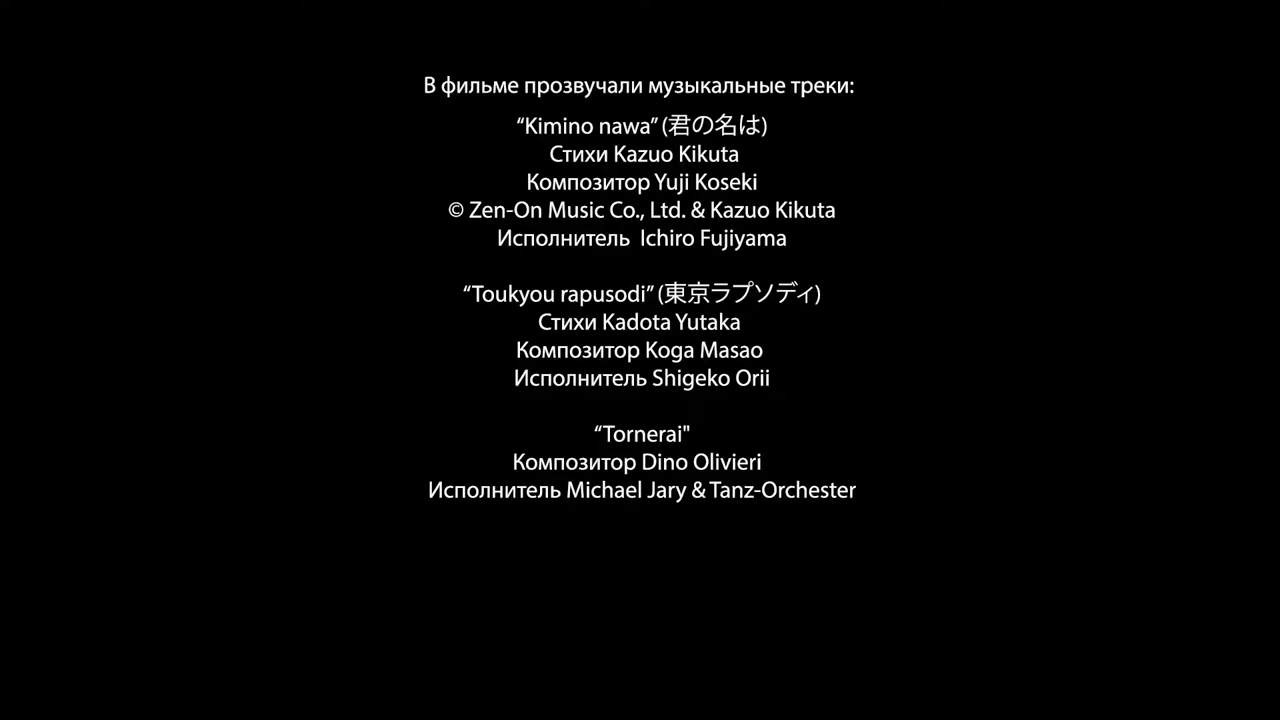 В фильме прозвучали музыкальные треки:
“Kimino nawa” (君の名は)
Стихи Kazuo Kikuta
Композитор Yuji Koseki
© Zen-On Music Co., Ltd. & Kazuo Kikuta
Исполнитель Ichiro Fujiyama
“Toukyou rapusodi” (東京ラプソディ)
Стихи Kadota Yutaka
Композитор Koga Masao
Исполнитель Shigeko Orii
“Tornerai"
Композитор Dino Olivieri
Исполнитель Michael Jary & Tanz-Orchester